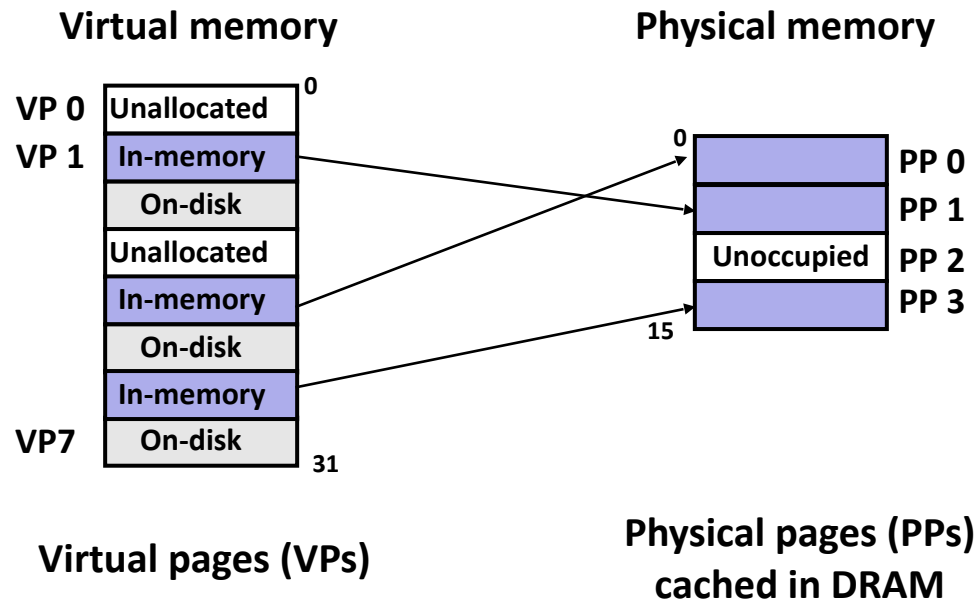 Virtual memory
Physical memory
0
VP 0
Unallocated
VP 1
In-memory
On-disk
Unallocated
In-memory
On-disk
In-memory
VP7
On-disk
31
0
PP 0
PP 1
Unoccupied
PP 2
PP 3
15
Virtual pages (VPs)
Physical pages (PPs)
cached in DRAM